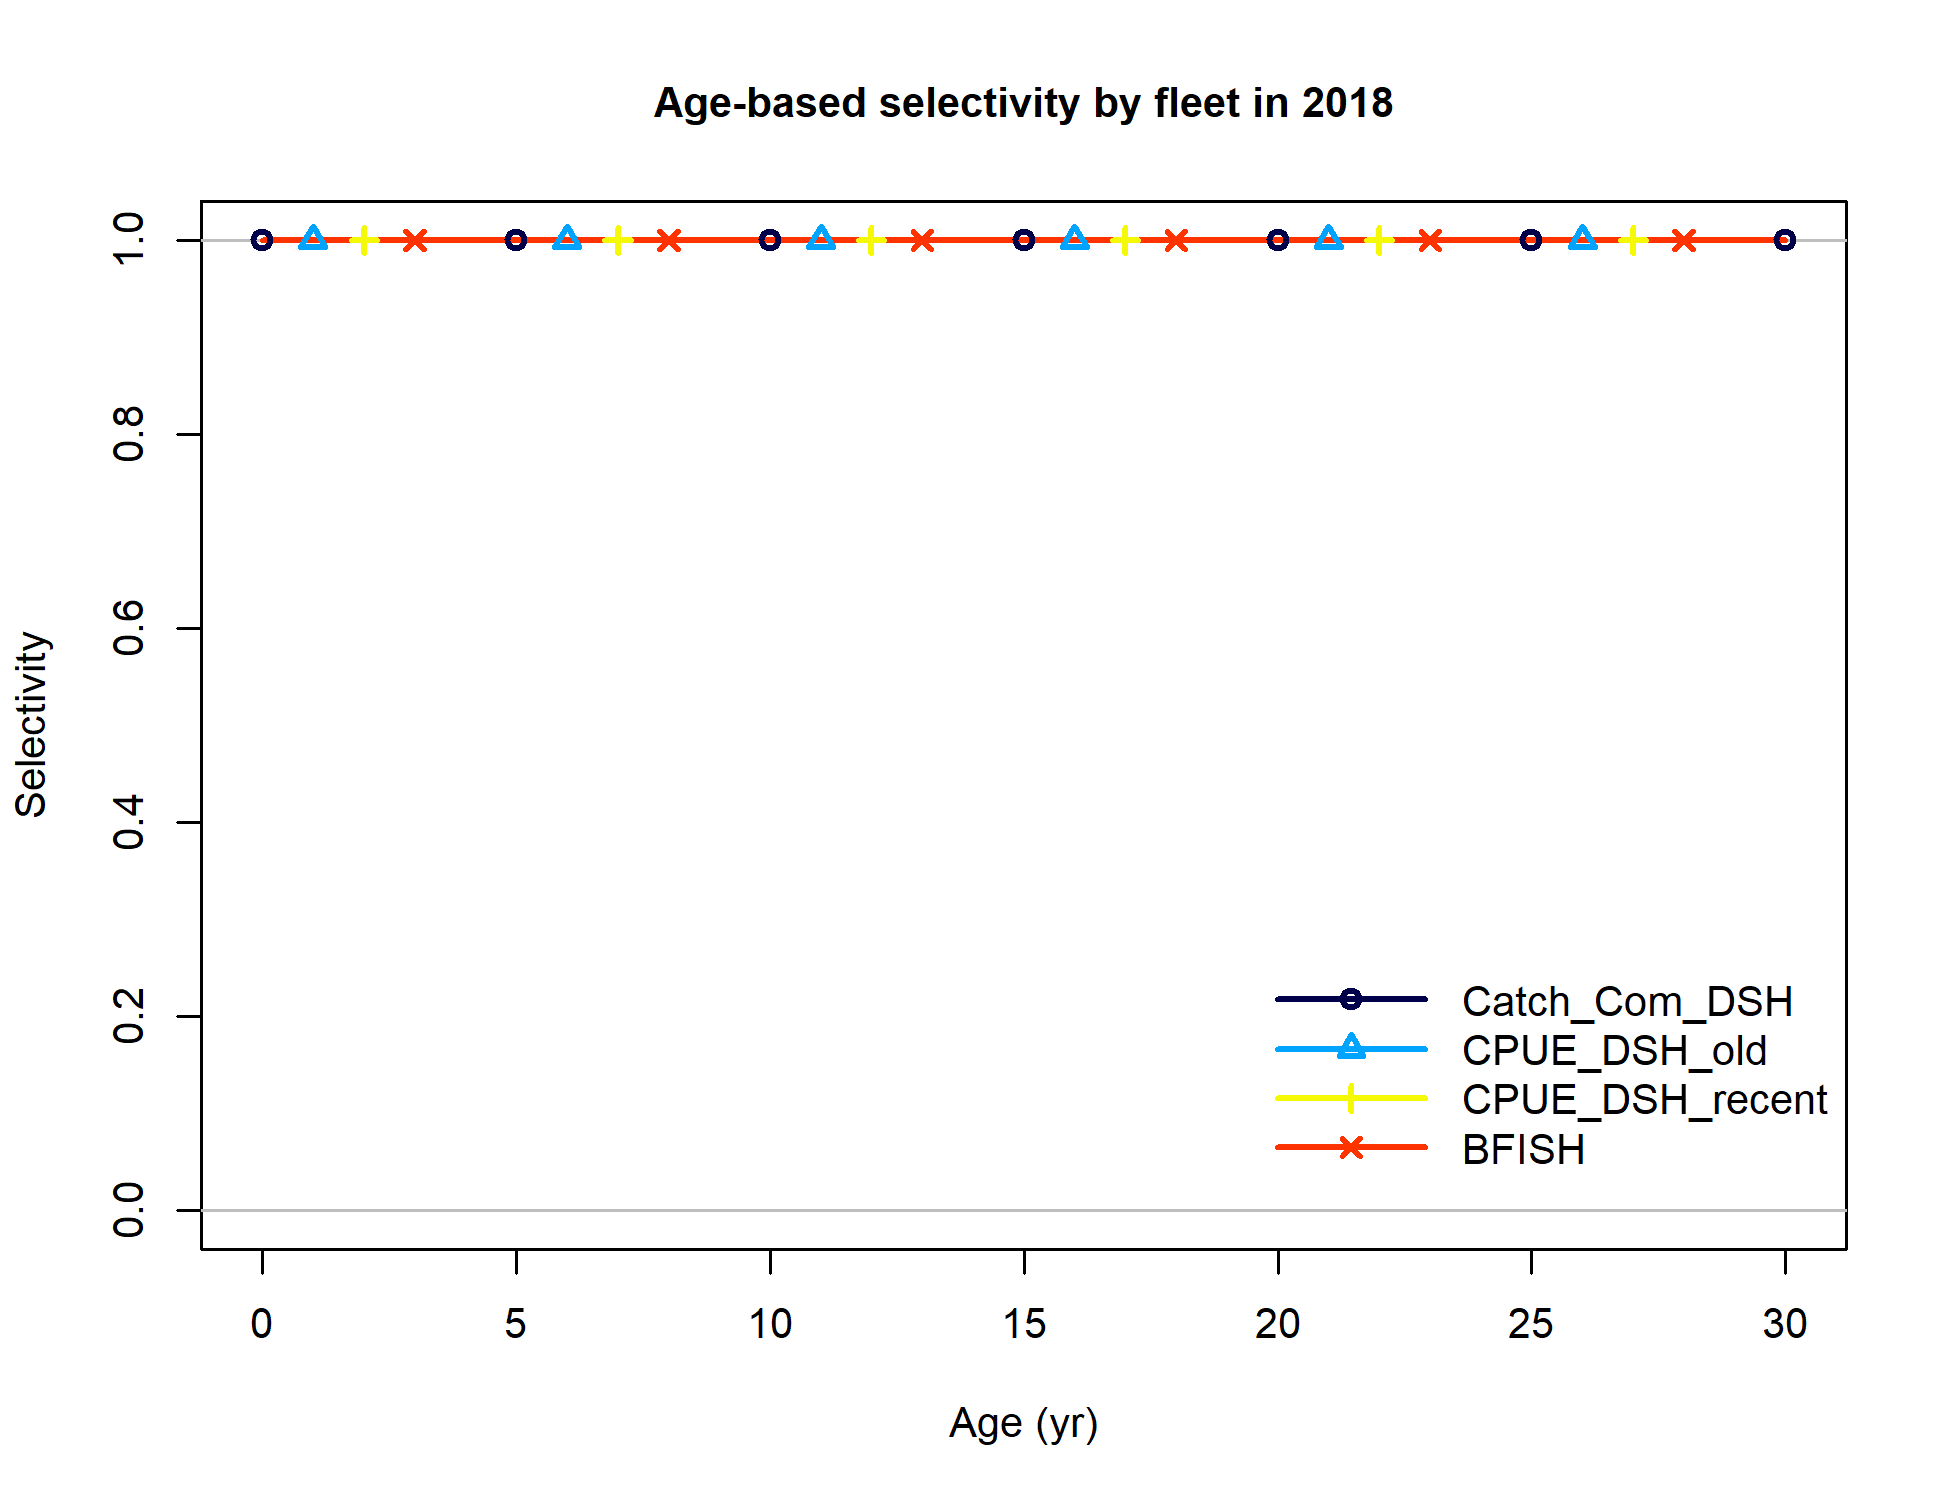 Age-based selectivity by fleet in 2018
Selectivity
1.0
0.8
0.6
0.4
0.2
0.0
Catch_Com_DSH
CPUE_DSH_old
CPUE_DSH_recent
BFISH
0 5 10 15 20 25 30
Age (yr)